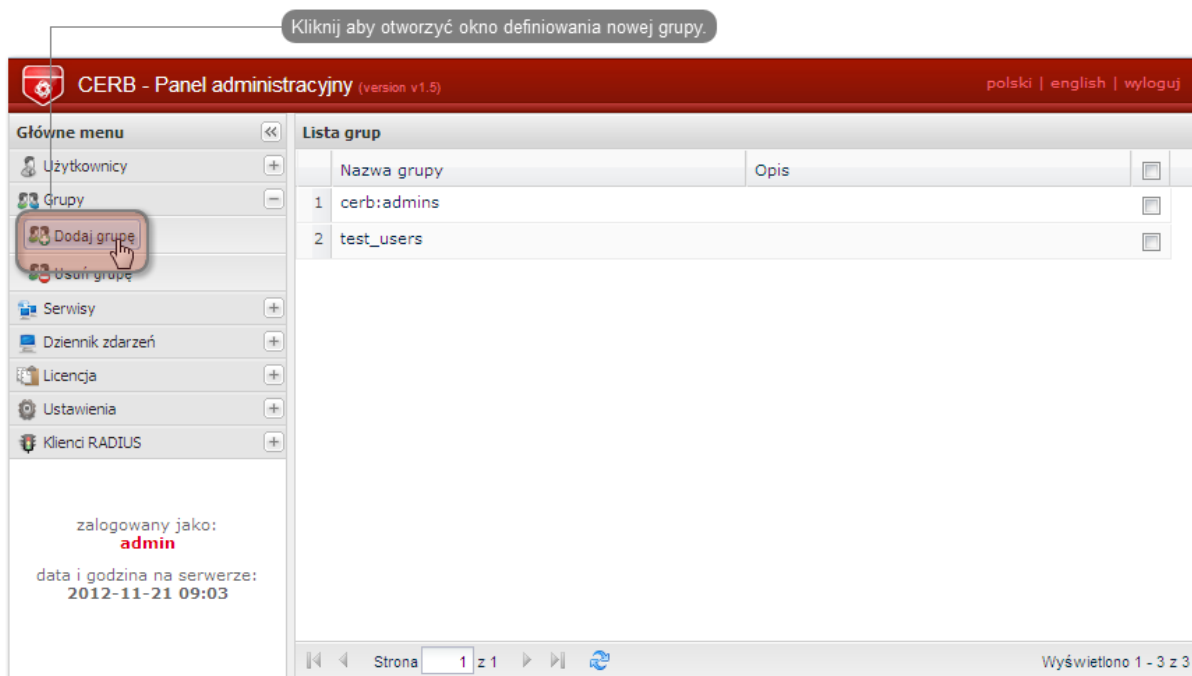 Kliknij aby otworzyć okno definiowania nowej grupy.
CERB - Panel administracyjny (version v1.5)
polski | english | wyloguj
Główne menu
Lista grup
Użytkownicy
Grupy
Dodaj grupę
Usuń grupę
Serwisy
Dziennik zdarzeń
Licencja
Ustawienia
Klienci RADIUS
Nazwa grupy Opis
1 cerb:admins
2 test_users
zalogowany jako:
admin
data i godzina na serwerze:
2012-11-21 09:03
Strona 1 z 1
Wyświetlono 1 - 3 z 3